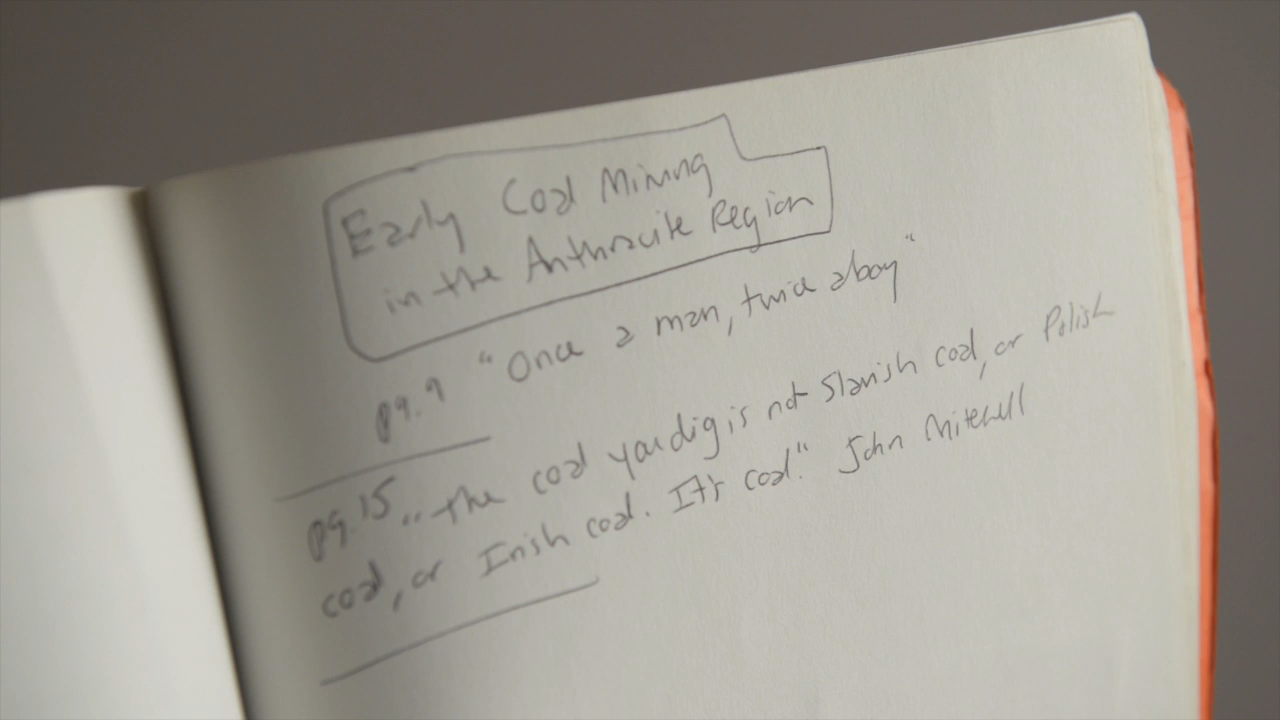 Early Coal Mining
in the Anthracite Region
pg. 9 "Once a man, twice a boy"
pg. 15 "the coal you dig is not Slavish coal, or Polish
coal, or Irish coal. It's coal." John Mitchell